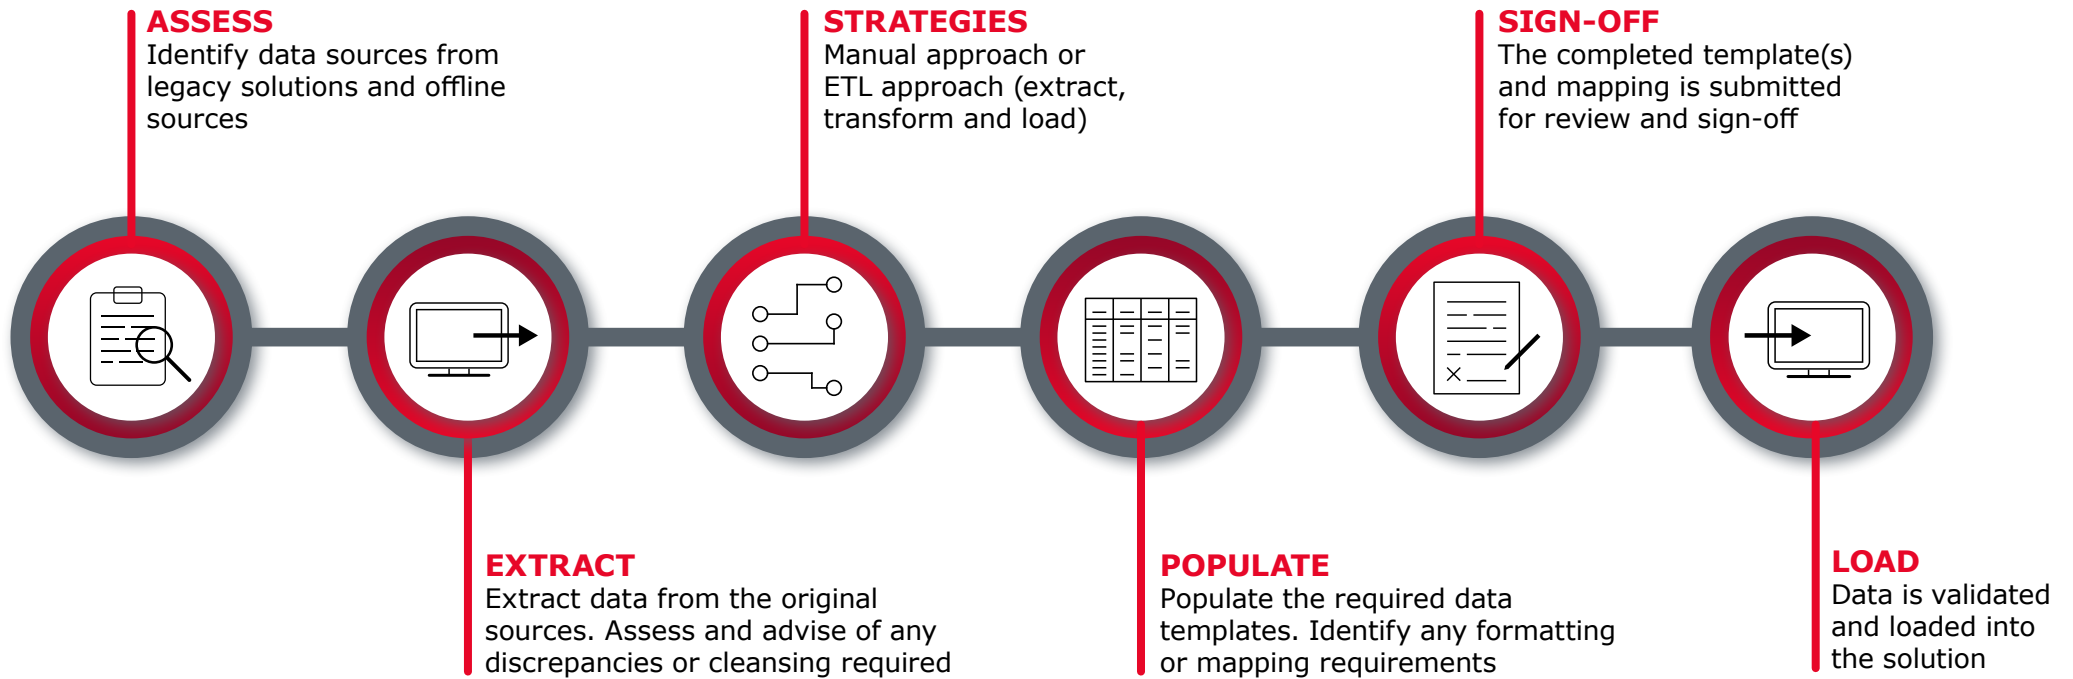 ASSESS
Identify data sources from
legacy solutions and offline
sources
EXTRACT
Extract data from the original
sources. Assess and advise of any
discrepancies or cleansing required
STRATEGIES
Manual approach or
ETL approach (extract,
transform and load)
POPULATE
Populate the required data
templates. Identify any formatting
or mapping requirements
SIGN-OFF
The completed template(s)
and mapping is submitted
for review and sign-off
LOAD
Data is validated
and loaded into
the solution